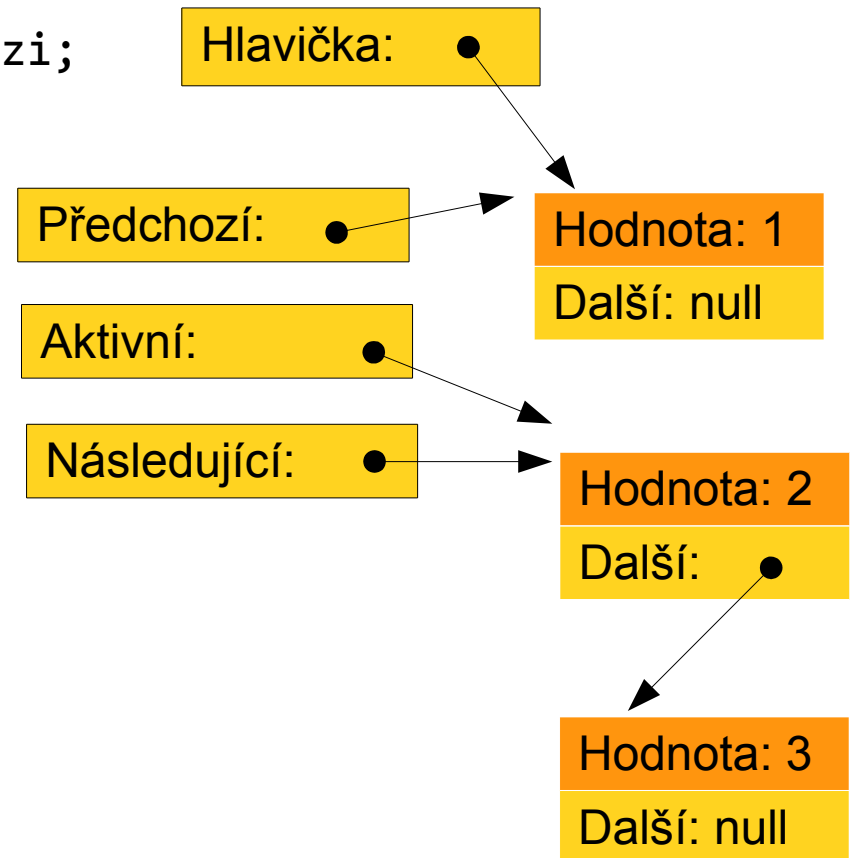 zi;
Hlavička:
Předchozí:
Hodnota: 1
Další: null
Aktivní:
Následující:
Hodnota: 2
Další:
Hodnota: 3
Další: null